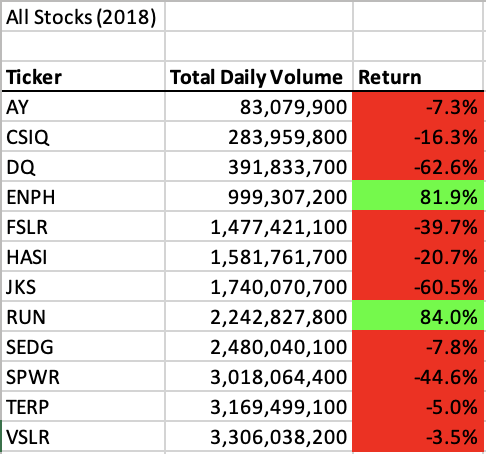 All Stocks (2018)
Ticker Total Daily Volume Return
AY 83,079,900 -7.3%
CSIQ 283,959,800 -16.3%
DQ 391,833,700 -62.6%
ENPH 999,307,200 81.9%
FSLR 1,477,421,100 -39.7%
HASI 1,581,761,700 -20.7%
JKS 1,740,070,700 -60.5%
RUN 2,242,827,800 84.0%
SEDG 2,480,040,100 -7.8%
SPWR 3,018,064,400 -44.6%
TERP 3,169,499,100 -5.0%
VSLR 3,306,038,200 -3.5%